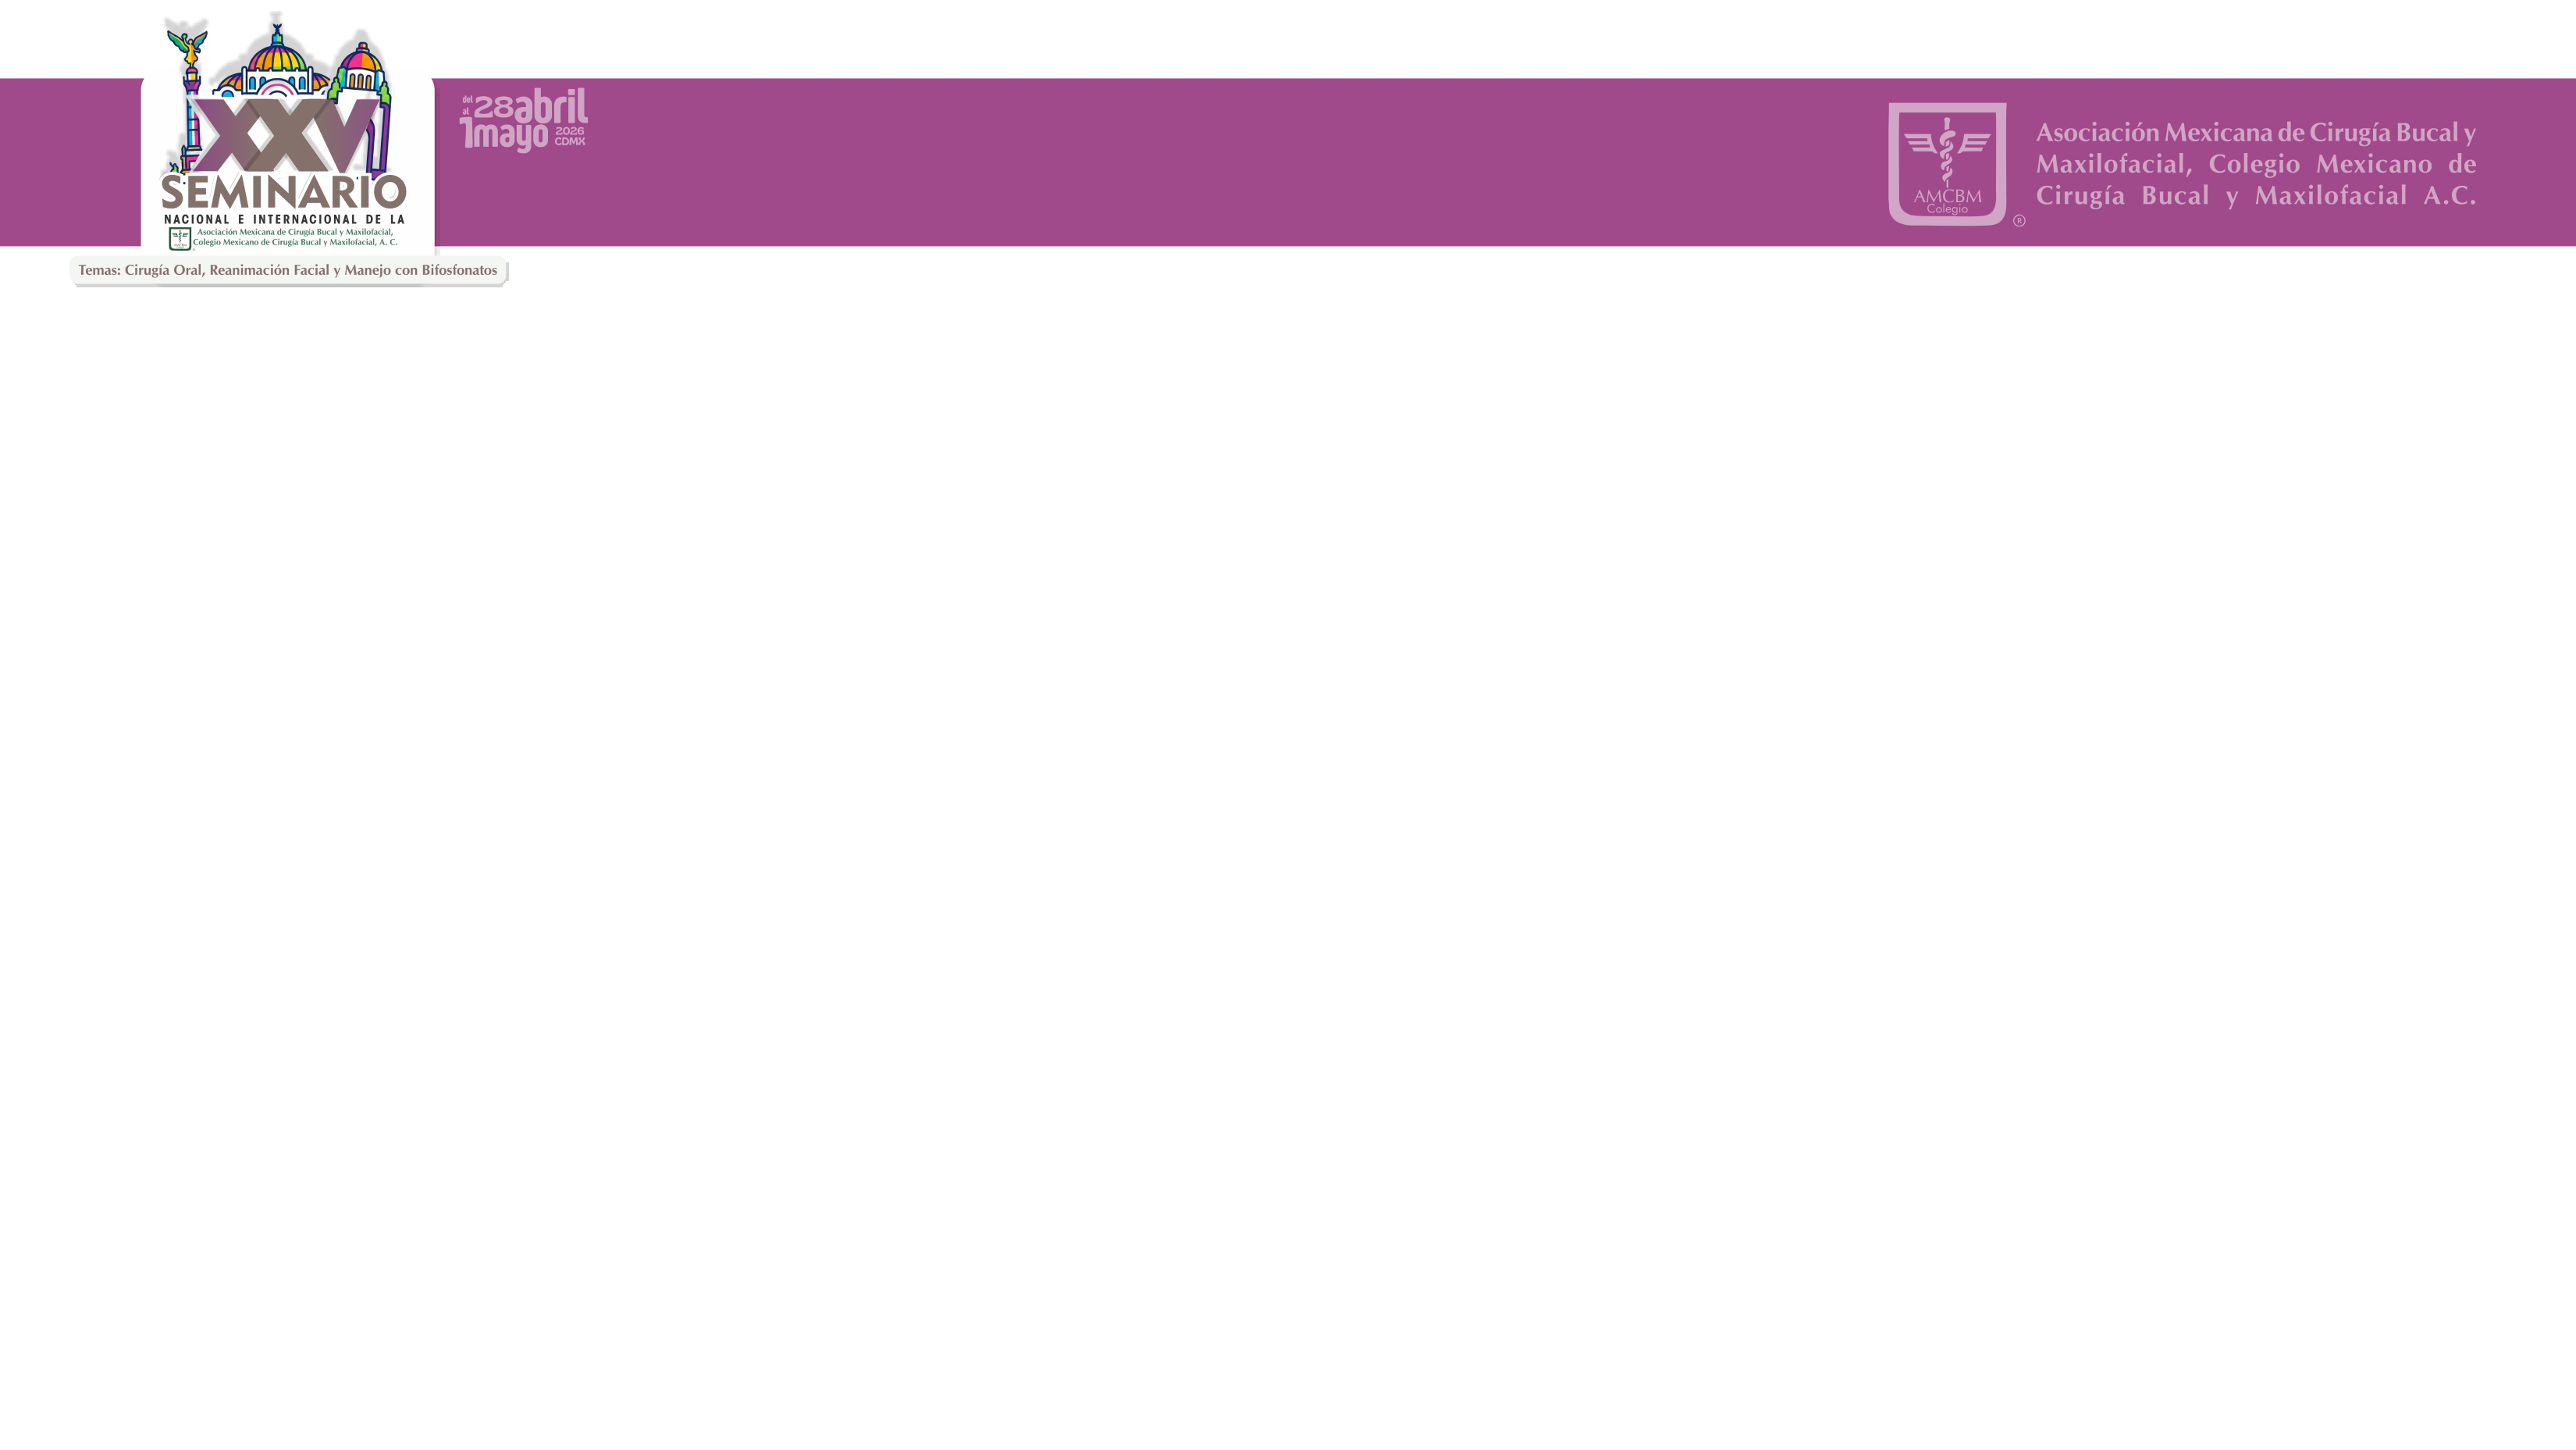 XXVI
SEMINARIO
NACIONAL E INTERNACIONAL DE LA
Asociación Mexicana de Cirugía Bucal y Maxilofacial,
Colegio Mexicano de Cirugía Bucal y Maxilofacial, A. C.
Temas: Cirugía Oral, Reanimación Facial y Manejo con Bifosfonatos
del 28 abril
al 1 mayo 2026
CDMX
AMCBM
Colegio
®
Asociación Mexicana de Cirugía Bucal y
Maxilofacial, Colegio Mexicano de
Cirugía Bucal y Maxilofacial A.C.